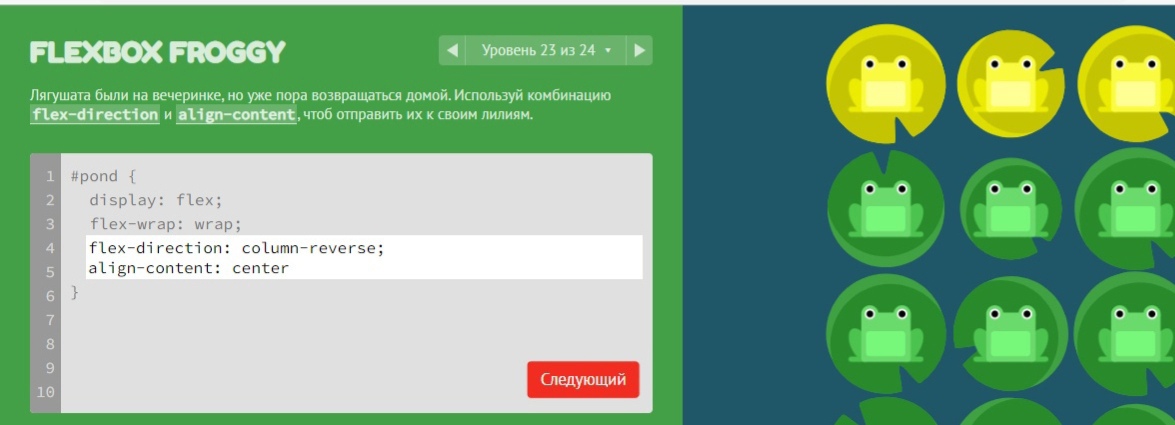 FLEXBOX FROGGY
Уровень 23 из 24
Лягушата были на вечеринке, но уже пора возвращаться домой. Используй комбинацию
flex-direction и align-content, чтоб отправить их к своим лилиям.
1 #pond {
2 display: flex;
3 flex-wrap: wrap;
4 flex-direction: column-reverse;
5 align-content: center
6 }
7
8
9
10
Следующий